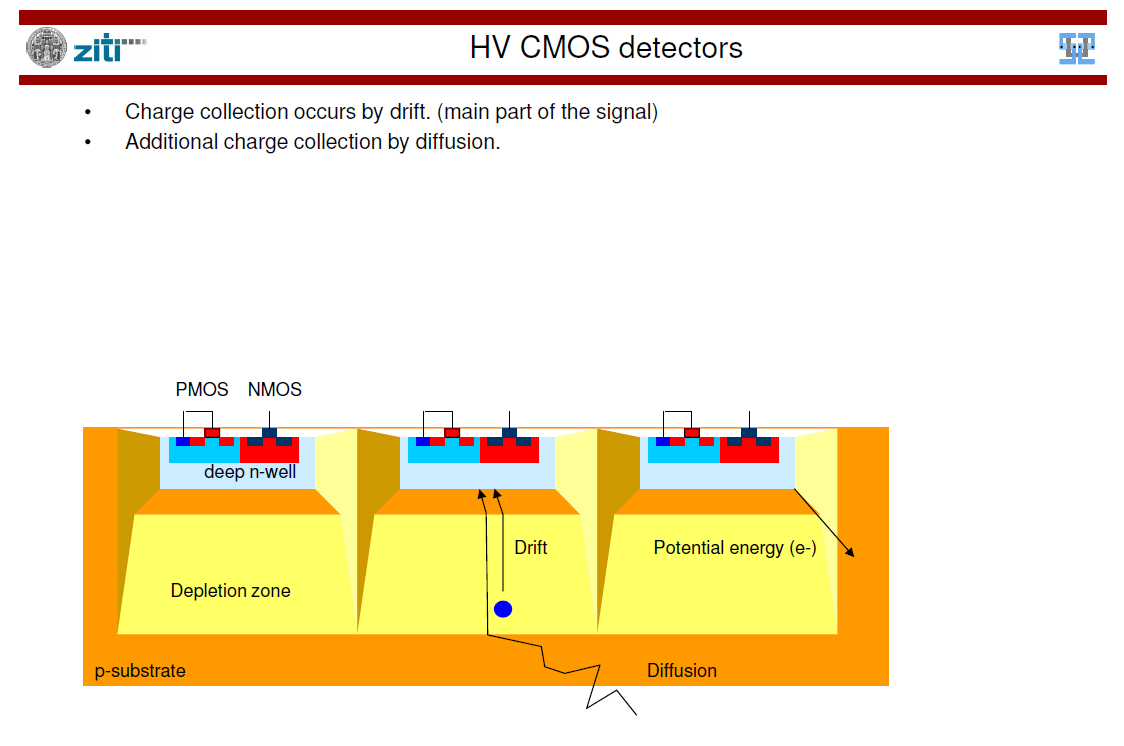 ziti
HV CMOS detectors
• Charge collection occurs by drift. (main part of the signal)
• Additional charge collection by diffusion.
PMOS NMOS
deep n-well
Drift
Potential energy (e-)
Depletion zone
p-substrate
Diffusion